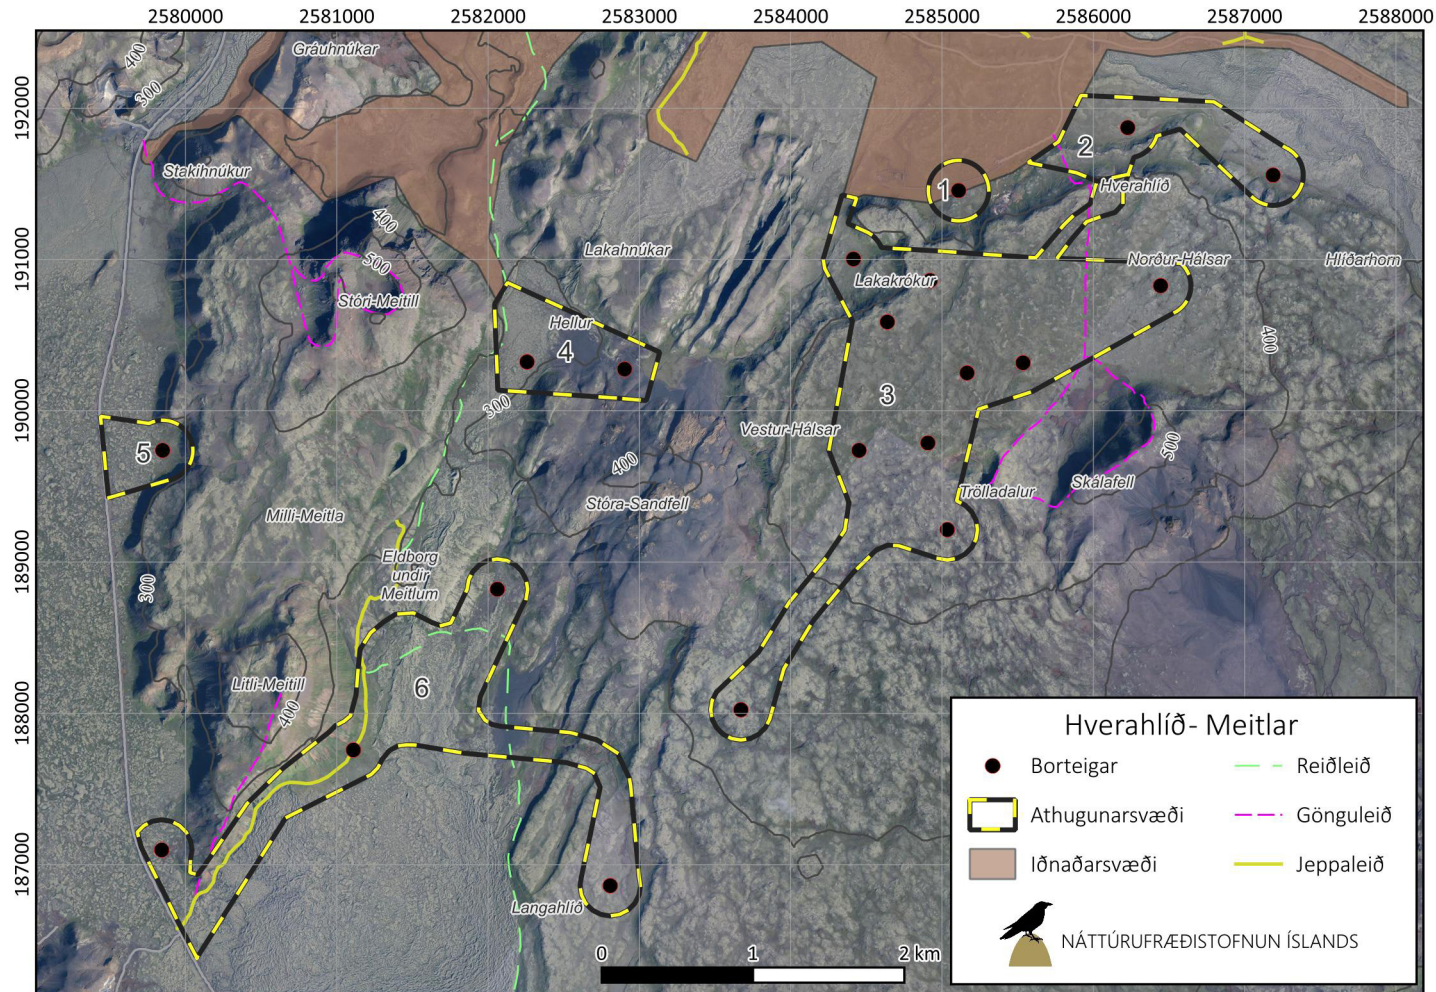 2580000 2581000 2582000 2583000 2584000 2585000 2586000 2587000 2588000
192000
191000
190000
189000
188000
187000
400
300
Gráuhnúkar
Stakihnúkur
400
500
Stóri-Meitill
Lakahnúkar
Hellur
4
300
1
2
Hverahlíð
Lakakrókur
Norður-Hálsar
Hlíðarhorn
400
3
Vestur-Hálsar
500
Skálafell
Trölladalur
5
400
Stóra-Sandfell
Milli-Meitla
Eldborg
undir
Meitlum
300
Litli-Meitill
400
6
Langahlíð
0 1 2 km
Hverahlíð - Meitlar
Borteigar
Athugunarsvæði
Iðnaðarsvæði
Reiðleið
Gönguleið
Jeppaleið
NÁTTÚRUFRÆÐISTOFNUN ÍSLANDS